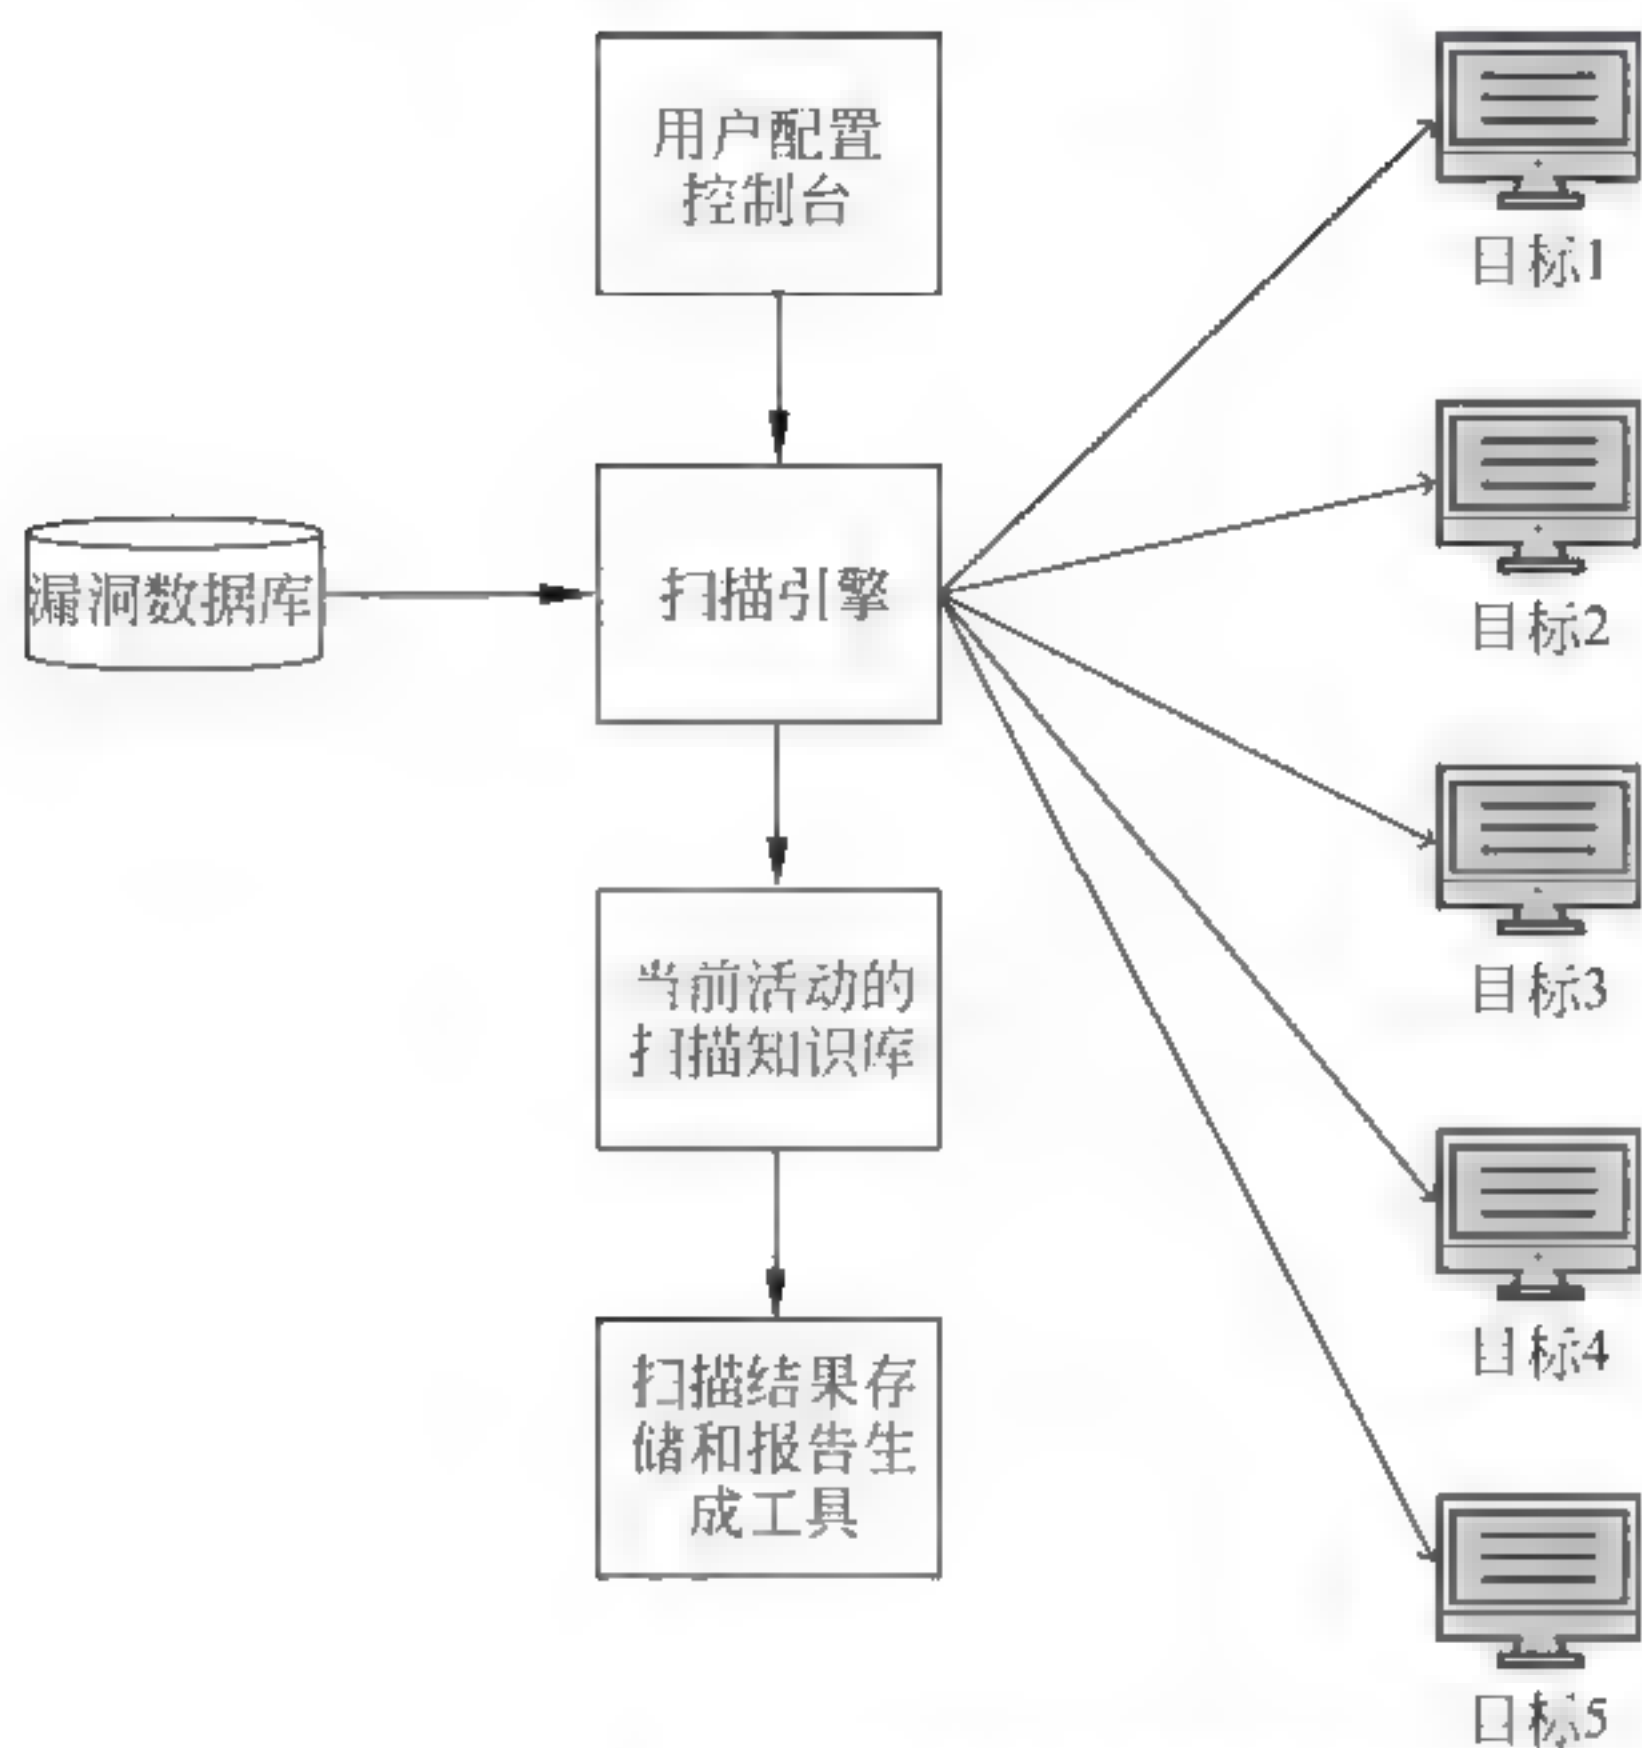 用户配置
控制台
目标1
漏洞数据库
扫描引擎
目标2
当前活动的
扫描知识库
目标3
扫描结果存
储和报告生
成工具
目标4
目标5